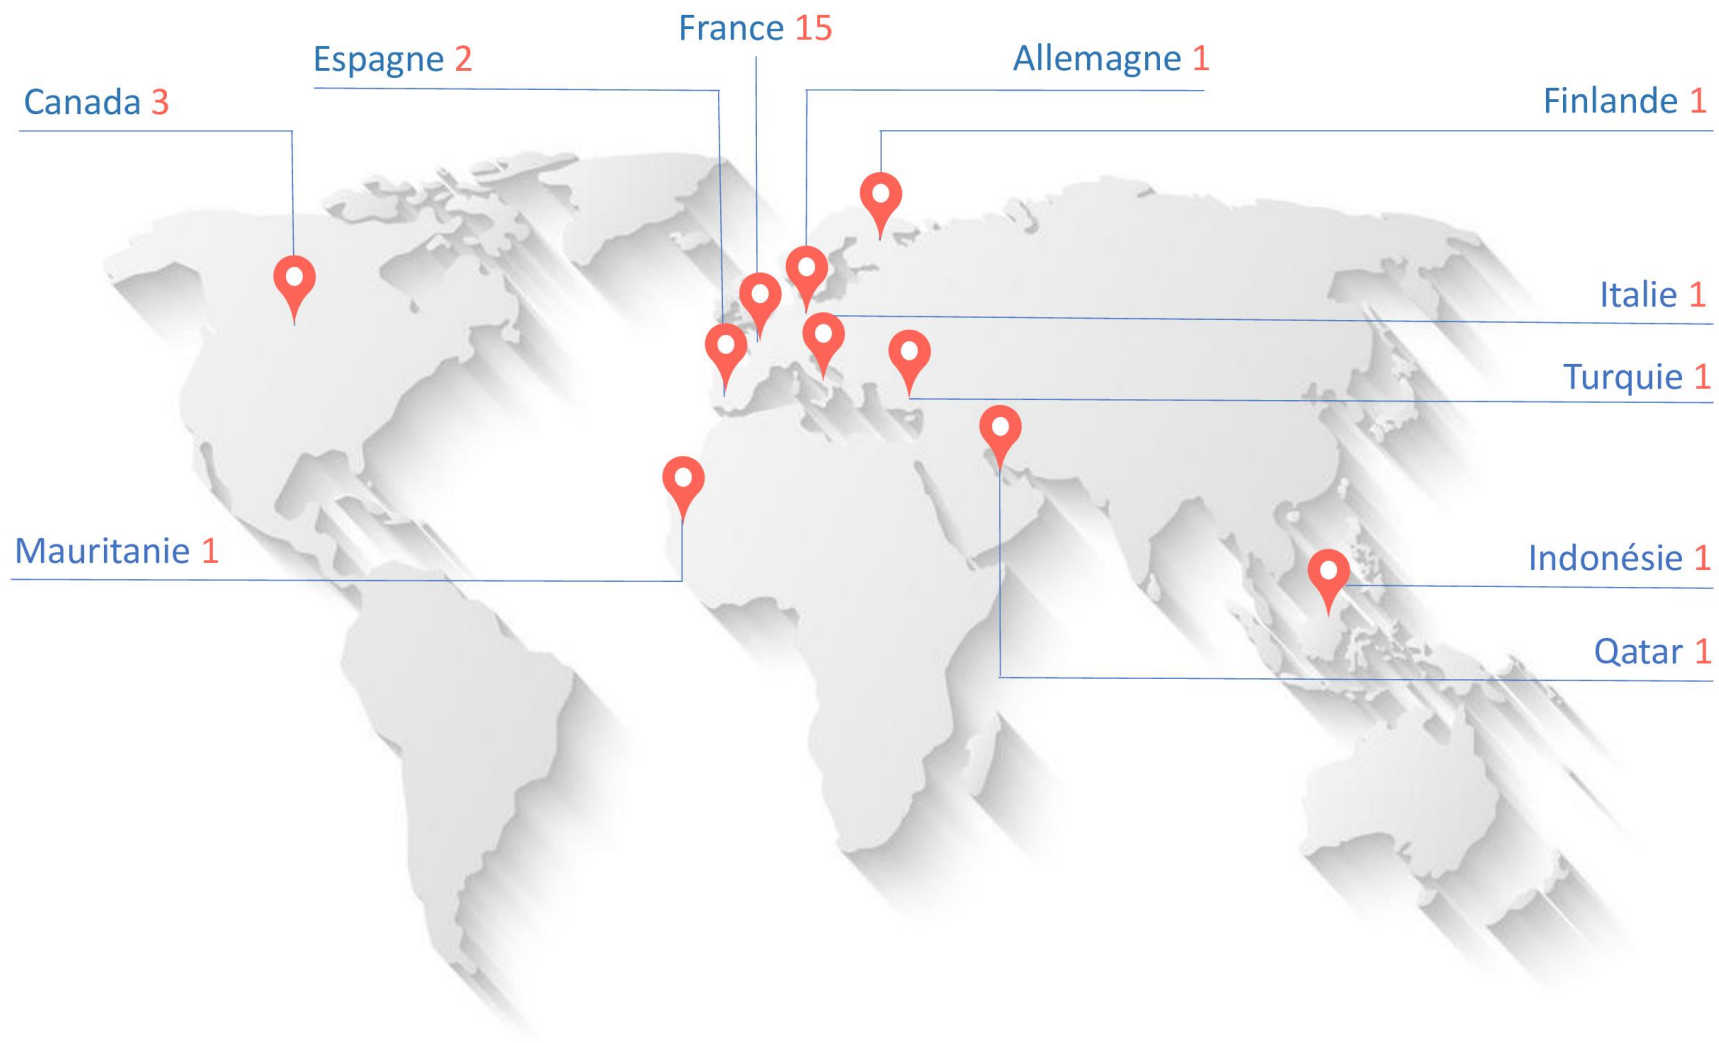 France 15
Espagne 2
Allemagne 1
Canada 3
Finlande 1
Italie 1
Turquie 1
Mauritanie 1
Indonésie 1
Qatar 1